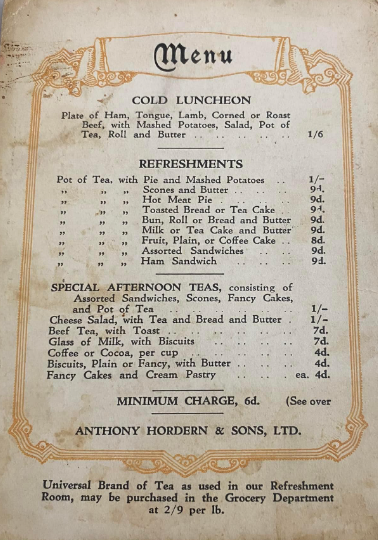 Menu
COLD LUNCHEON
Plate of Ham, Tongue, Lamb, Corned or Roast
Beef, with Mashed Potatoes, Salad, Pot of
Tea, Roll and Butter .. .. .. .. 1/6
REFRESHMENTS
Pot of Tea, with Pie and Mashed Potatoes .. 1/-
„ „ „ Scones and Butter .. .. 9d.
„ „ „ Hot Meat Pie .. .. .. 9d.
„ „ „ Toasted Bread or Tea Cake .. 9d.
„ „ „ Bun, Roll or Bread and Butter 9d.
„ „ „ Milk or Tea Cake and Butter 9d.
„ „ „ Fruit, Plain, or Coffee Cake .. 8d.
„ „ „ Assorted Sandwiches .. .. 9d.
„ „ „ Ham Sandwich .. .. .. 9d.
SPECIAL AFTERNOON TEAS, consisting of
Assorted Sandwiches, Scones, Fancy Cakes,
and Pot of Tea .. .. .. .. .. 1/-
Cheese Salad, with Tea and Bread and Butter . 1/-
Beef Tea, with Toast .. .. .. .. .. 7d.
Glass of Milk, with Biscuits .. .. .. .. 7d.
Coffee or Cocoa, per cup .. .. .. .. 4d.
Biscuits, Plain or Fancy, with Butter .. .. 4d.
Fancy Cakes and Cream Pastry .. .. .. ea. 4d.
MINIMUM CHARGE, 6d. (See over
ANTHONY HORDERN & SONS, LTD.
Universal Brand of Tea as used in our Refreshment
Room, may be purchased in the Grocery Department
at 2/9 per lb.